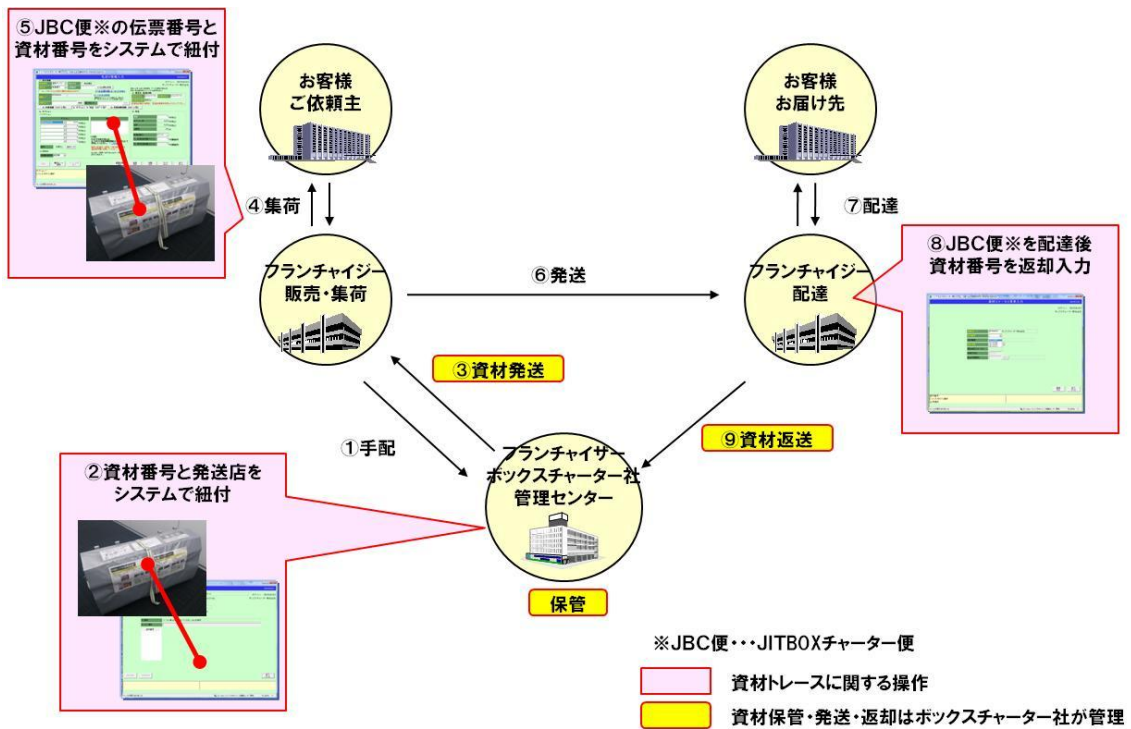 ⑤JBC便※の伝票番号と
資材番号をシステムで紐付
お客様
ご依頼主
お客様
お届け先
④集荷
⑦配達
フランチャイジー
販売・集荷
⑥発送
フランチャイジー
配達
⑧JBC便※を配達後
資材番号を返却入力
③資材発送
①手配
⑨資材返送
フランチャイザー
ボックスチャーター社
管理センター
②資材番号と発送店を
システムで紐付
保管
※JBC便・・・JITBOXチャーター便
資材トレースに関する操作
資材保管・発送・返却はボックスチャーター社が管理